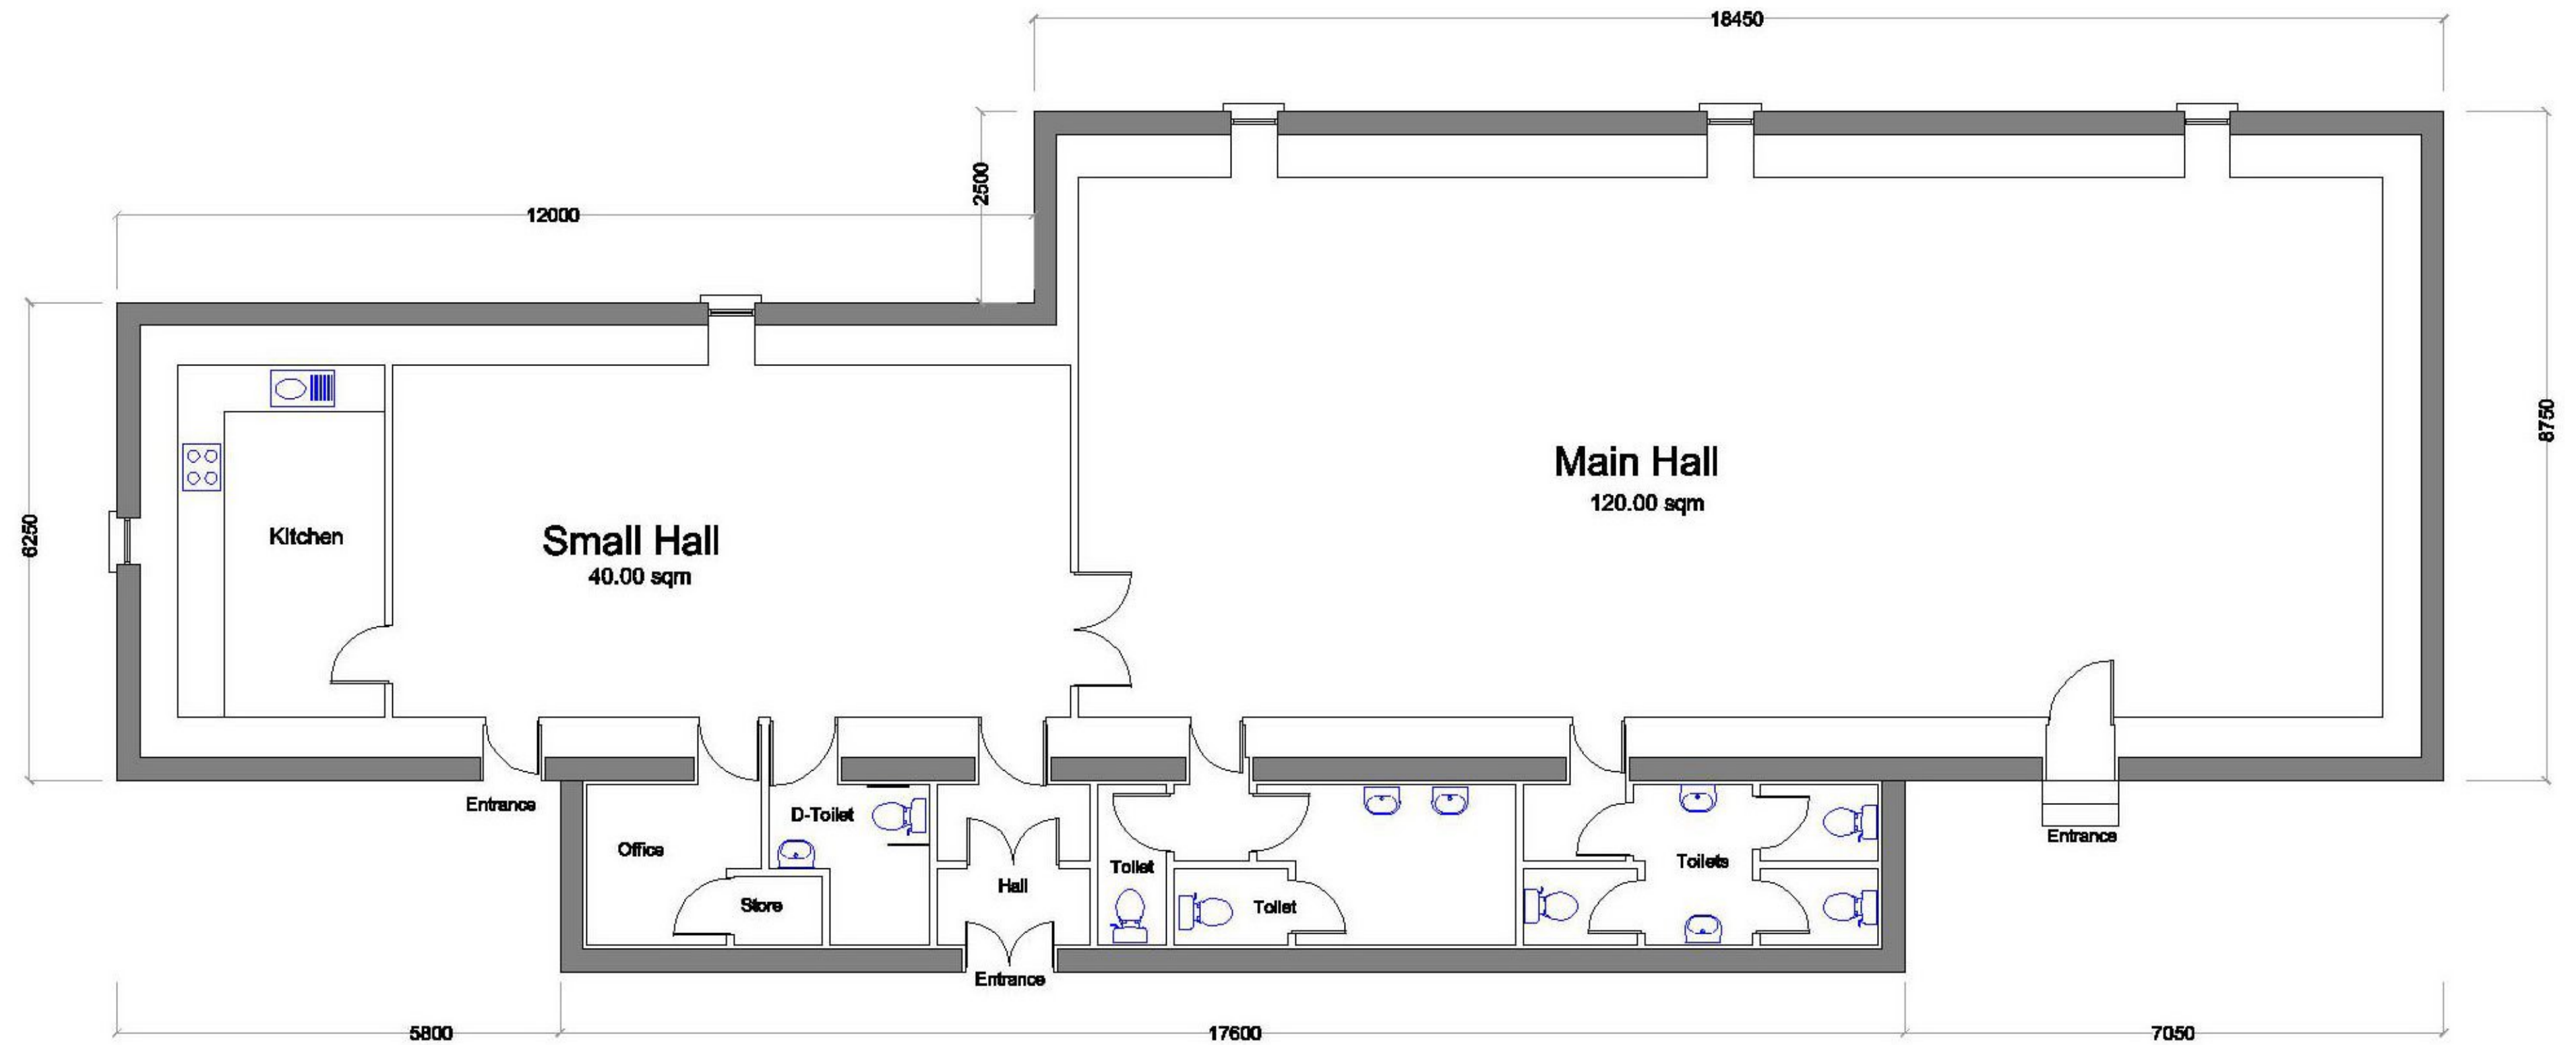 18450
2500
12000
8750
Main Hall
120.00 sqm
6250
Kitchen
Small Hall
40.00 sqm
Entrance
D-Toilet
Office
Store
Hall
Entrance
Toilet
Toilet
Toilets
Entrance
5800
17600
7050